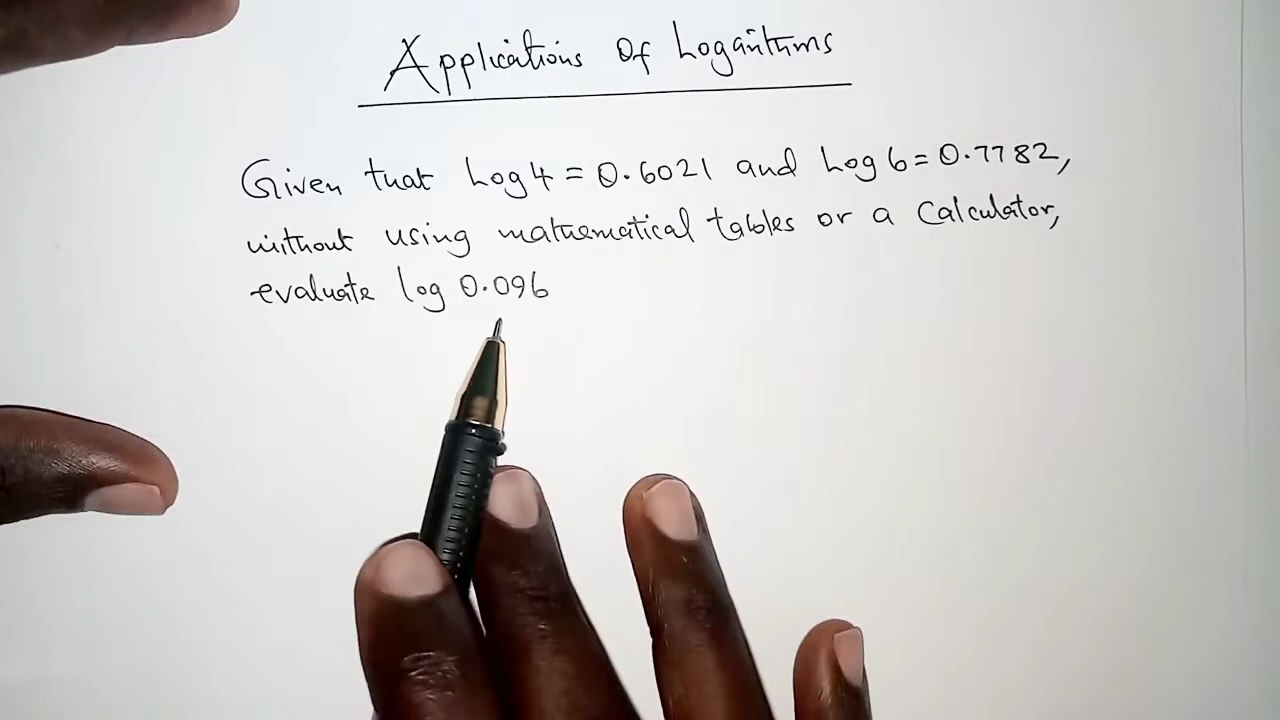 Applications Of Logarithms
Given that Log 4 = 0.6021 and Log 6 = 0.7782,
without using mathematical tables or a Calculator,
evaluate log 0.096